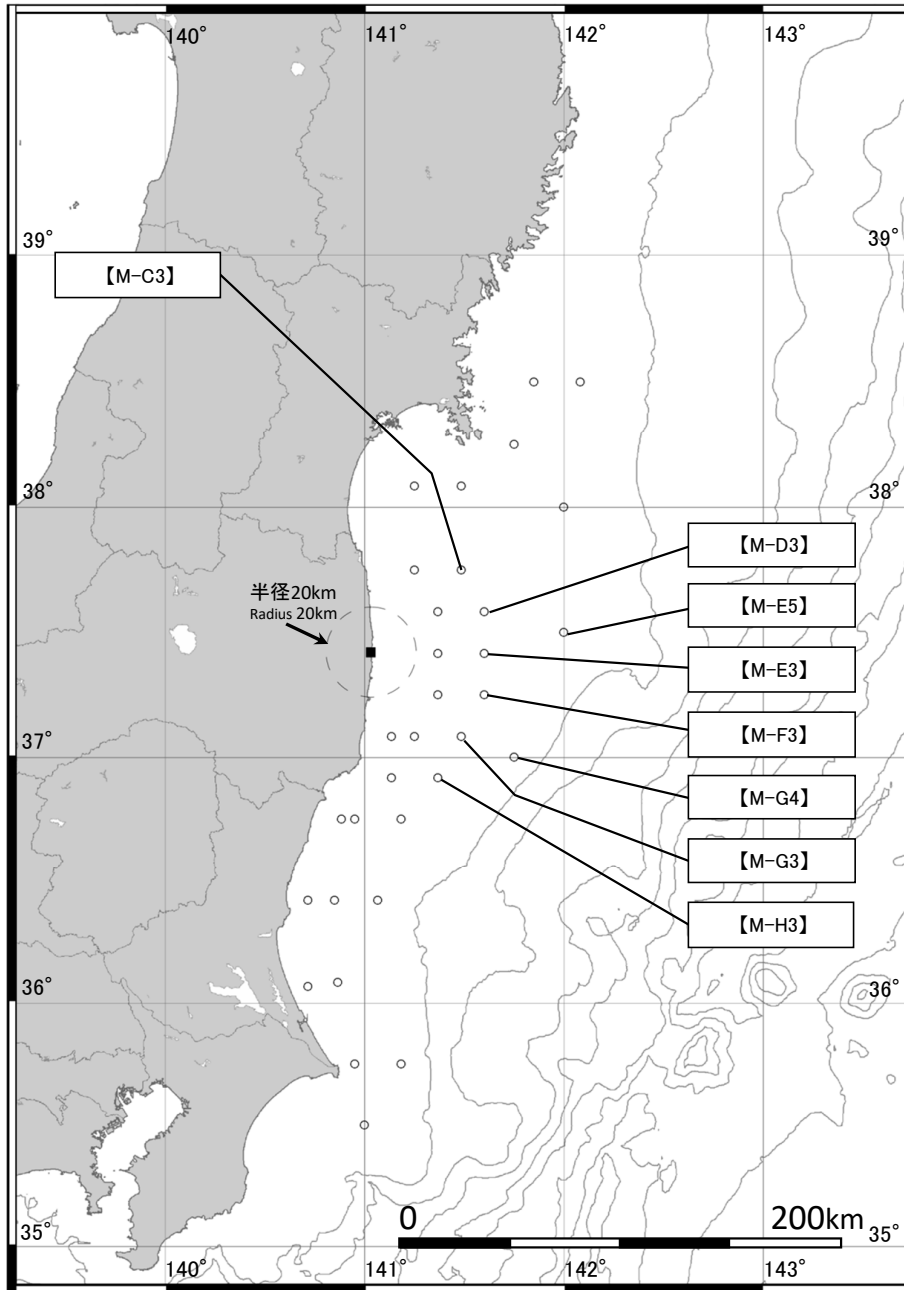 140°
141°
142°
143°
39°
39°
【M-C3】
38°
38°
【M-D3】
半径20km
Radius 20km
【M-E5】
【M-E3】
【M-F3】
37°
37°
【M-G4】
【M-G3】
【M-H3】
36°
36°
0
200km
35°
35°
140°
141°
142°
143°